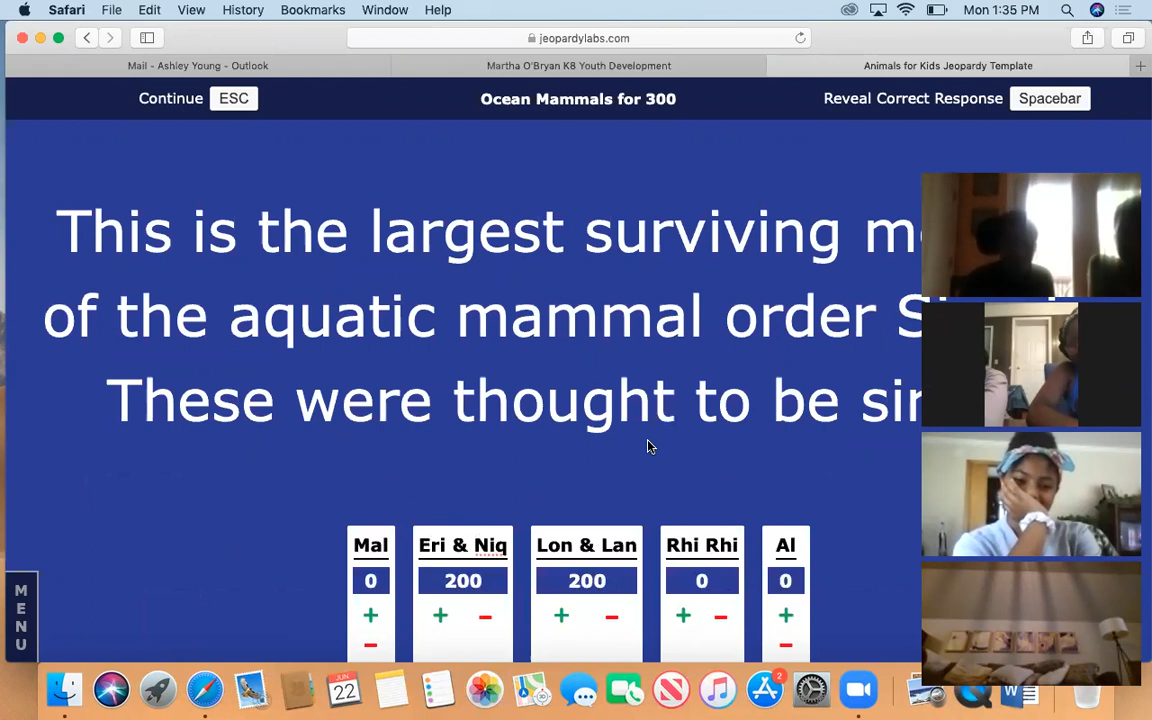 Safari File Edit View History Bookmarks Window Help Mon 1:35 PM
jeopardylabs.com
Mail - Ashley Young - Outlook Martha O'Bryan K8 Youth Development Animals for Kids Jeopardy Template
Continue ESC Ocean Mammals for 300 Reveal Correct Response Spacebar
This is the largest surviving
of the aquatic mammal order
These were thought to be
Mal Eri & Niq Lon & Lan Rhi Rhi Al
0 200 200 0 0
+ + − + − + − +
− −
MENU
JUN
22
2